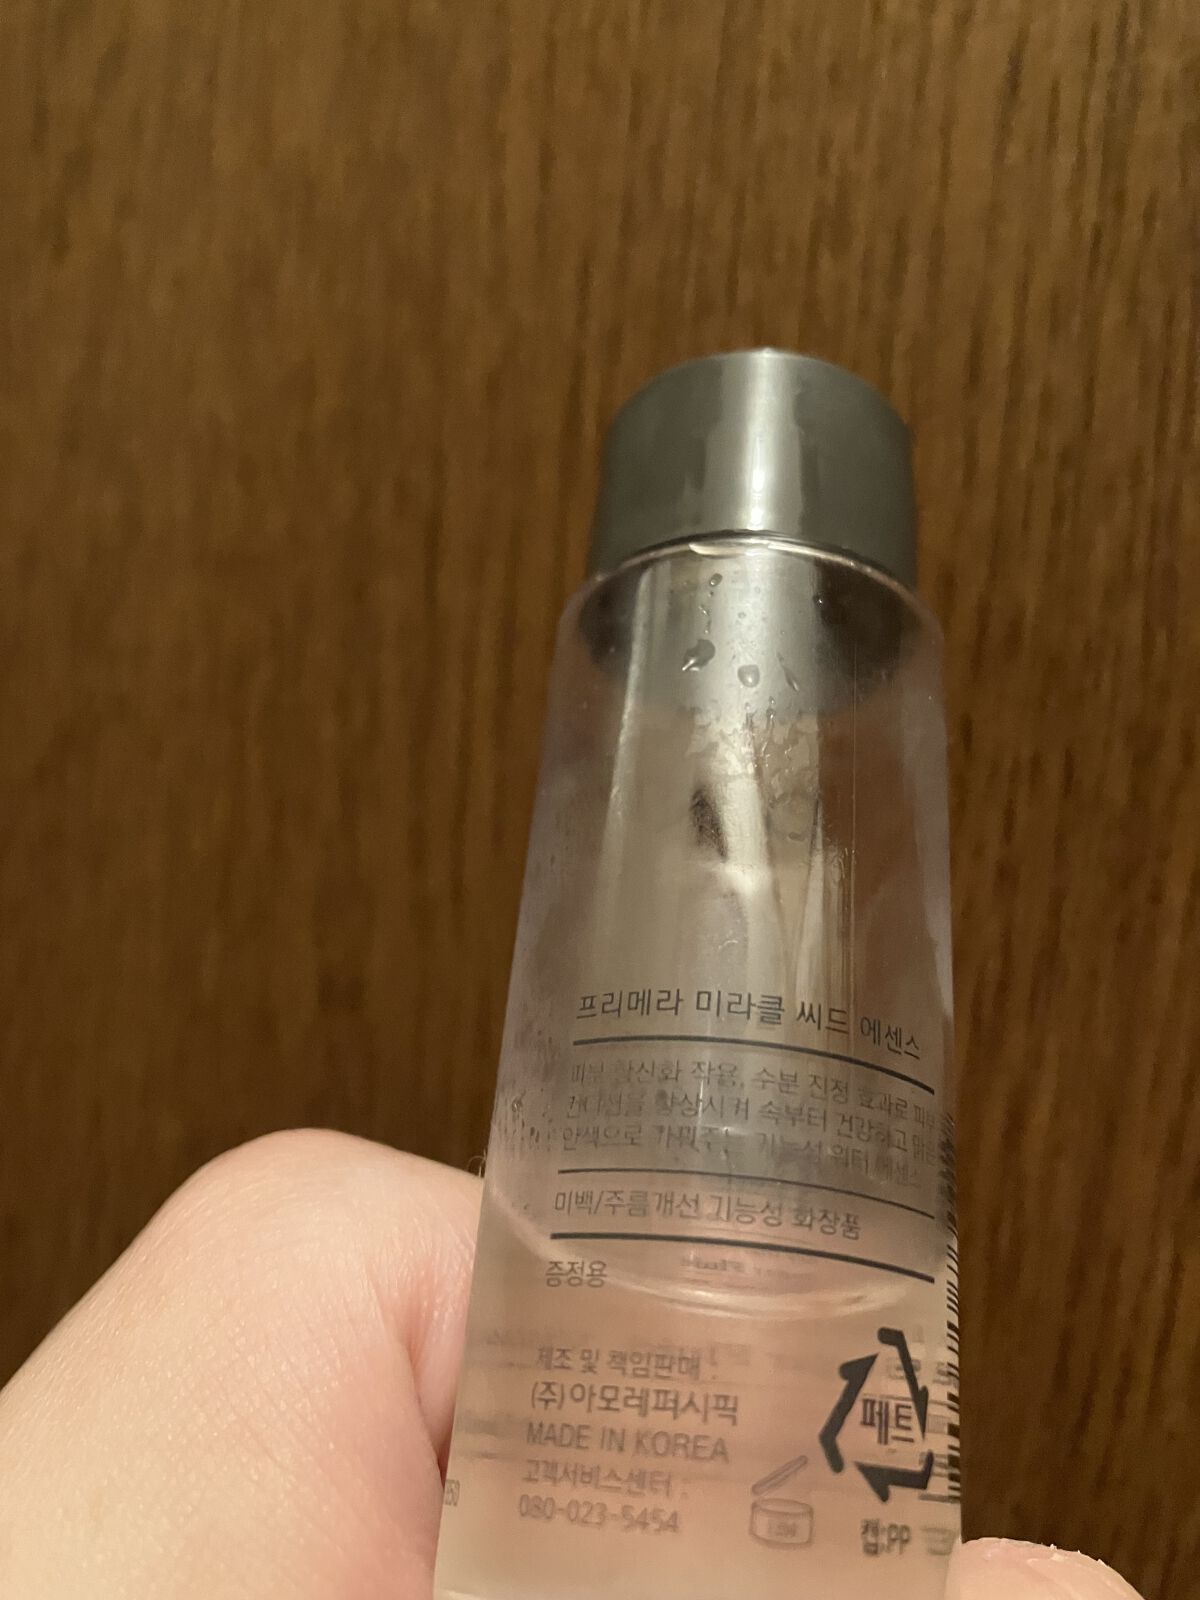 프리메라 미라클 씨드 에센스
피부 활신화 작용, 수분 진정 효과로 피부
컨디션을 향상시켜 속부터 건강하고 맑은
안색으로 가꿔주는 기능성 워터 에센스
미백/주름개선 기능성 화장품
증정용
제조 및 책임판매 :
(주)아모레퍼시픽
MADE IN KOREA
고객서비스센터 :
080-023-5454
페트
캡:PP